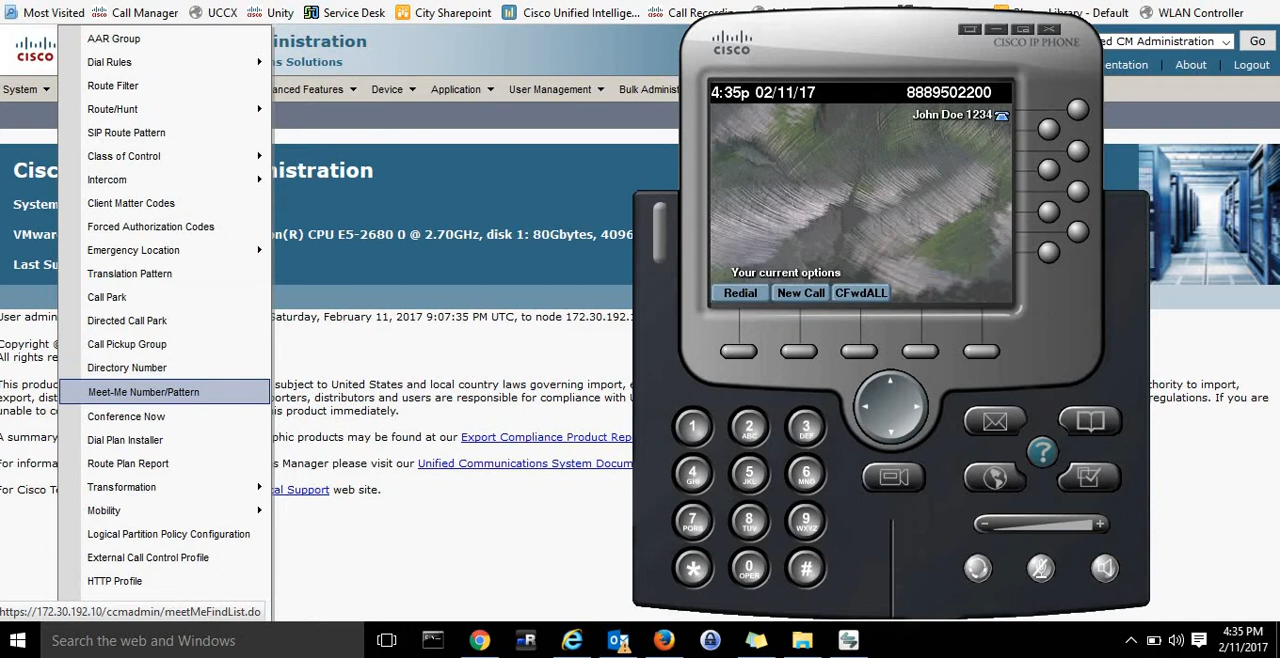 Most Visited Call Manager UCCX Unity Service Desk City Sharepoint Cisco Unified Intellige... Call Recordin Library - Default WLAN Controller
CISCO
inistration
s Solutions
ed CM Administration Go
entation About Logout
System
anced Features Device Application User Management Bulk Administ
AAR Group
Dial Rules
Route Filter
Route/Hunt
SIP Route Pattern
Class of Control
Intercom
Client Matter Codes
Forced Authorization Codes
Emergency Location
Translation Pattern
Call Park
Directed Call Park
Call Pickup Group
Directory Number
Meet-Me Number/Pattern
Conference Now
Dial Plan Installer
Route Plan Report
Transformation
Mobility
Logical Partition Policy Configuration
External Call Control Profile
HTTP Profile
Cisc nistration
System
VMwar n(R) CPU E5-2680 0 @ 2.70GHz, disk 1: 80Gbytes, 4096
Last Su
User admin Saturday, February 11, 2017 9:07:35 PM UTC, to node 172.30.192.1
Copyright ©
All rights re
This produc subject to United States and local country laws governing import, e thority to import,
export, dist orters, distributors and users are responsible for compliance with U regulations. If you are
unable to co this product immediately.
A summary phic products may be found at our Export Compliance Product Rep
For informa s Manager please visit our Unified Communications System Docum
For Cisco Te al Support web site.
https://172.30.192.10/ccmadmin/meetMeFindList.do
CISCO
CISCO IP PHONE
4:35p 02/11/17 8889502200
John Doe 1234
Your current options
Redial New Call CFwdALL
1 2 ABC 3 DEF
4 GHI 5 JKL 6 MNO
7 PQRS 8 TUV 9 WXYZ
* 0 OPER #
?
- +
Search the web and Windows
4:35 PM
2/11/2017